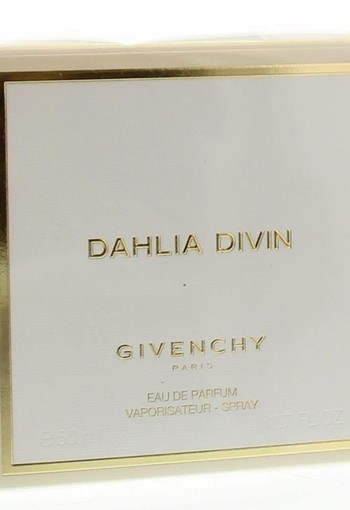 DAHLIA DIVIN
GIVENCHY
PARIS
EAU DE PARFUM
VAPORISATEUR - SPRAY